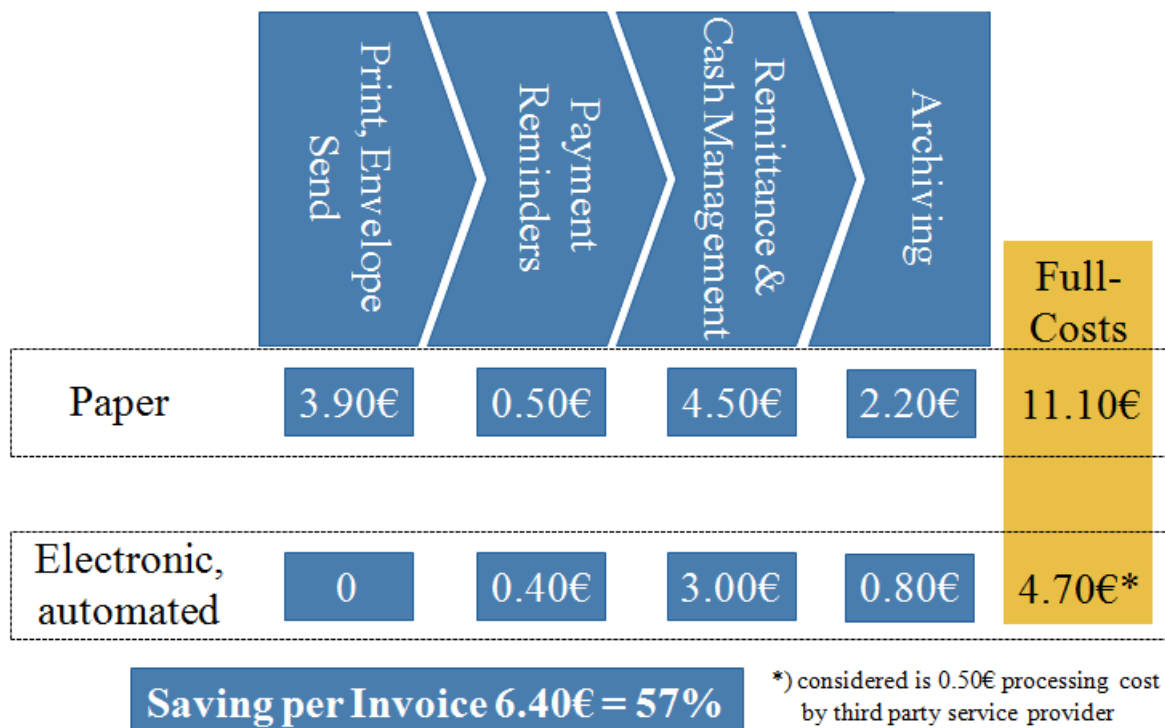 Print, Envelope
Send
Payment
Reminders
Remittance &
Cash Management
Archiving
Full-
Costs
Paper
3.90€
0.50€
4.50€
2.20€
11.10€
Electronic,
automated
0
0.40€
3.00€
0.80€
4.70€*
Saving per Invoice 6.40€ = 57%
*) considered is 0.50€ processing cost
by third party service provider